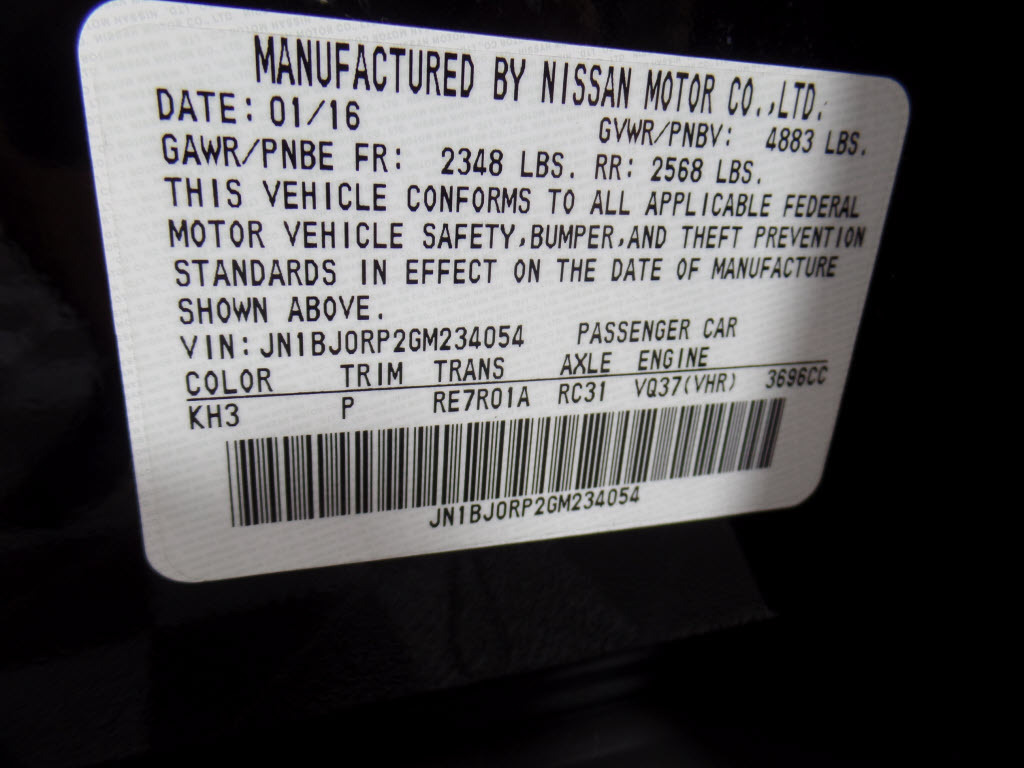 MANUFACTURED BY NISSAN MOTOR CO.,LTD.
DATE: 01/16 GVWR/PNBV: 4883 LBS.
GAWR/PNBE FR: 2348 LBS. RR: 2568 LBS.
THIS VEHICLE CONFORMS TO ALL APPLICABLE FEDERAL
MOTOR VEHICLE SAFETY,BUMPER,AND THEFT PREVENTION
STANDARDS IN EFFECT ON THE DATE OF MANUFACTURE
SHOWN ABOVE.
VIN: JN1BJ0RP2GM234054 PASSENGER CAR
COLOR TRIM TRANS AXLE ENGINE
KH3 P RE7R01A RC31 VQ37(VHR) 3696CC
JN1BJ0RP2GM234054